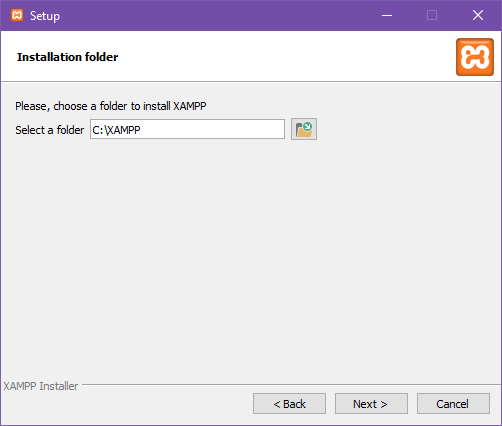 Setup
Installation folder
Please, choose a folder to install XAMPP
Select a folder C:\XAMPP
XAMPP Installer
< Back Next > Cancel